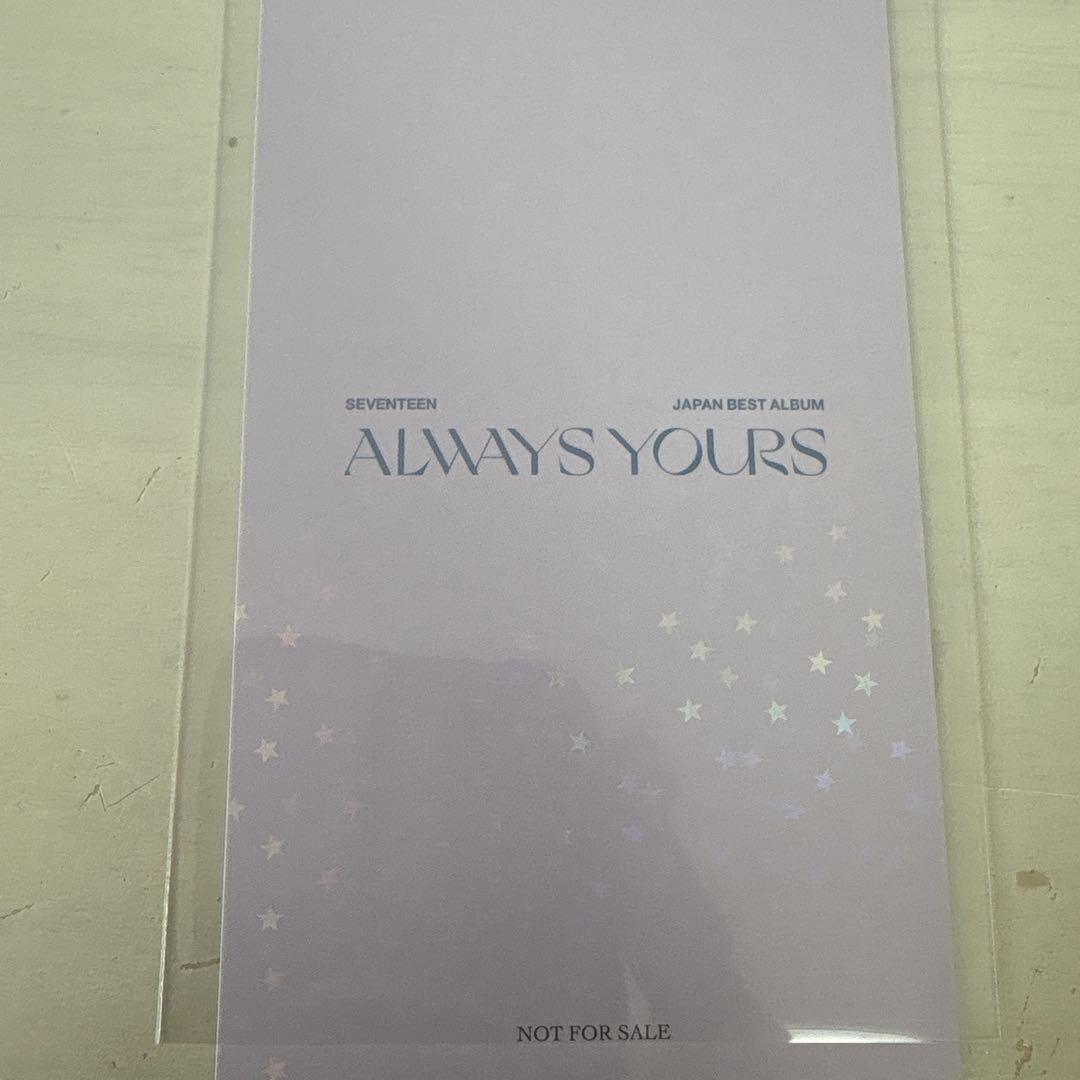 SEVENTEEN JAPAN BEST ALBUM
ALWAYS YOURS
NOT FOR SALE